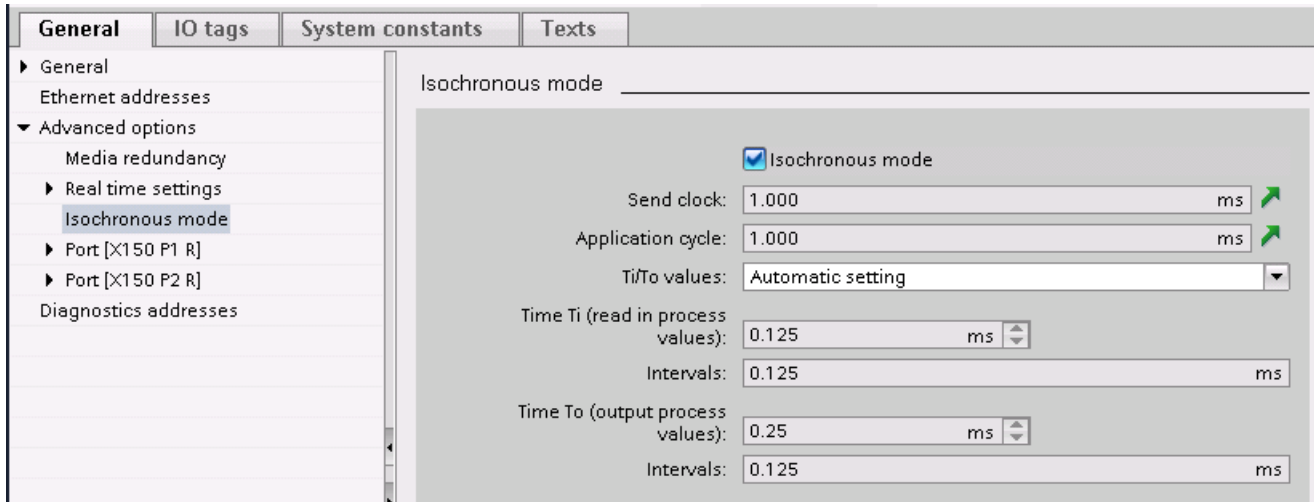 General IO tags System constants Texts
General
Ethernet addresses
Advanced options
Media redundancy
Real time settings
Isochronous mode
Port [X150 P1 R]
Port [X150 P2 R]
Diagnostics addresses
Isochronous mode
Isochronous mode
Send clock: 1.000 ms
Application cycle: 1.000 ms
Ti/To values: Automatic setting
Time Ti (read in process
values): 0.125 ms
Intervals: 0.125 ms
Time To (output process
values): 0.25 ms
Intervals: 0.125 ms